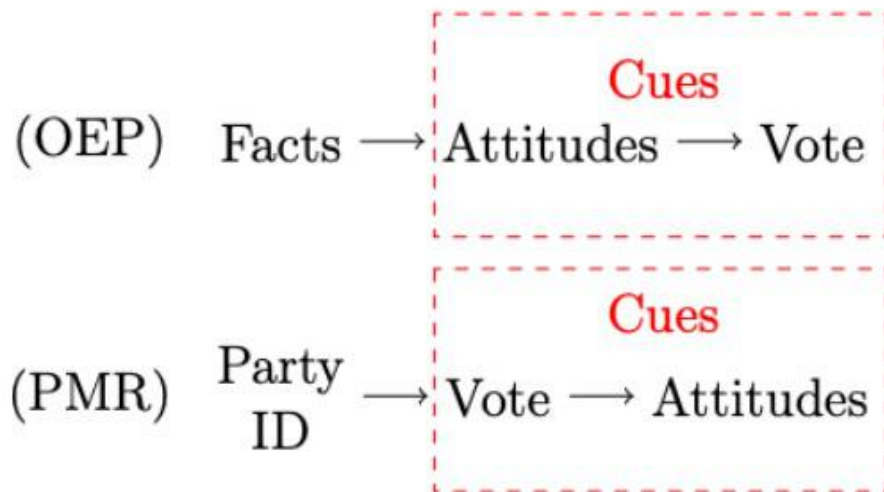 Cues
(OEP) Facts → Attitudes → Vote
Cues
(PMR) Party ID → Vote → Attitudes